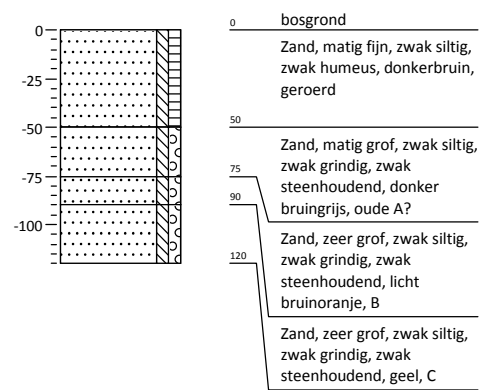 0
-25
-50
-75
-100
0
bosgrond
Zand, matig fijn, zwak siltig,
zwak humeus, donkerbruin,
geroerd
50
Zand, matig grof, zwak siltig,
zwak grindig, zwak
steenhoudend, donker
bruingrijs, oude A?
75
Zand, zeer grof, zwak siltig,
zwak grindig, zwak
steenhoudend, licht
bruinoranje, B
90
Zand, zeer grof, zwak siltig,
zwak grindig, zwak
steenhoudend, geel, C
120